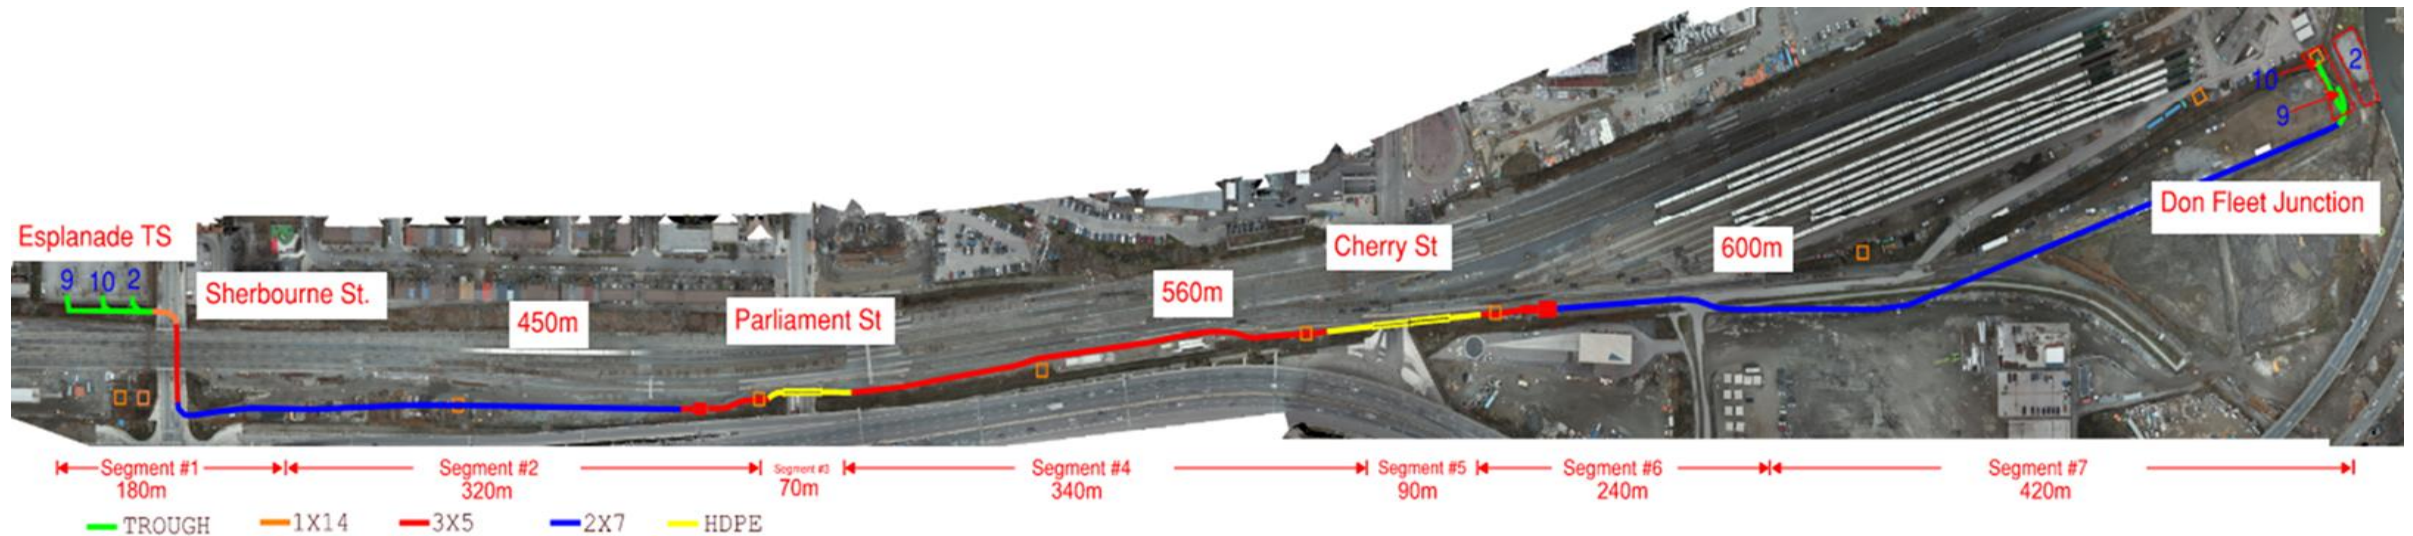 Esplanade TS
9 10 2
Sherbourne St.
450m
Parliament St
560m
Cherry St
600m
10
2
9
Don Fleet Junction
Segment #1
180m
Segment #2
320m
Segment #3
70m
Segment #4
340m
Segment #5
90m
Segment #6
240m
Segment #7
420m
TROUGH 1X14 3X5 2X7 HDPE